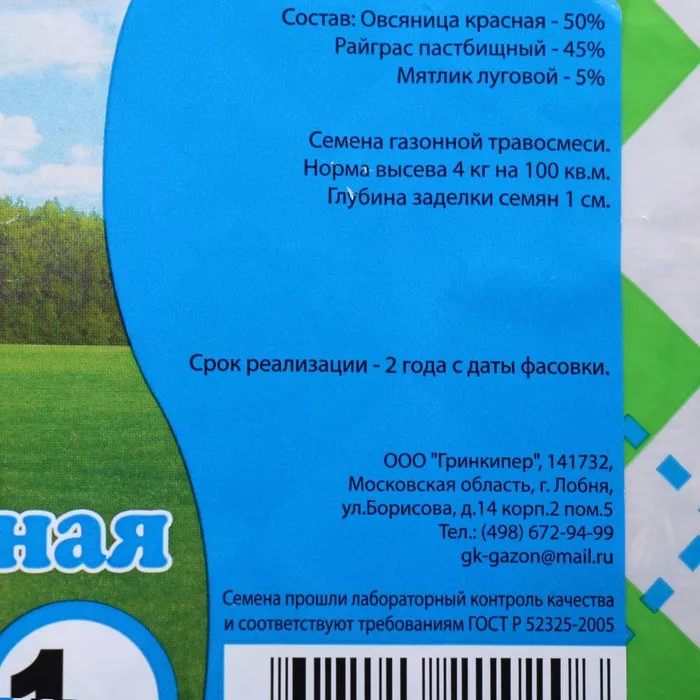 Состав: Овсяница красная - 50%
Райграс пастбищный - 45%
Мятлик луговой - 5%
Семена газонной травосмеси.
Норма высева 4 кг на 100 кв.м.
Глубина заделки семян 1 см.
Срок реализации - 2 года с даты фасовки.
ООО "Гринкипер", 141732,
Московская область, г. Лобня,
ул.Борисова, д.14 корп.2 пом.5
Тел.: (498) 672-94-99
gk-gazon@mail.ru
ная
Семена прошли лабораторный контроль качества
и соответствуют требованиям ГОСТ Р 52325-2005
1